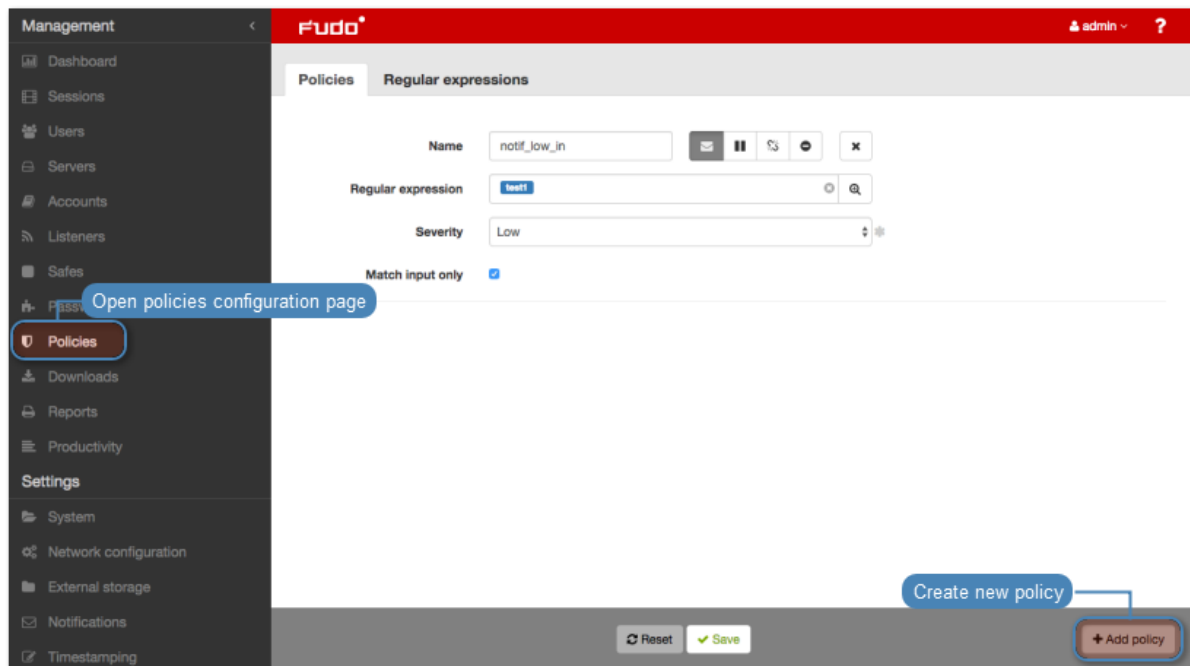 Management
Fudo
admin
?
Dashboard
Policies
Regular expressions
Sessions
Users
Name
notif_low_in
Servers
Regular expression
test1
Accounts
Severity
Low
Listeners
Match input only
Safes
Open policies configuration page
Policies
Downloads
Reports
Productivity
Settings
System
Network configuration
External storage
Create new policy
Notifications
Reset
Save
+ Add policy
Timestamping